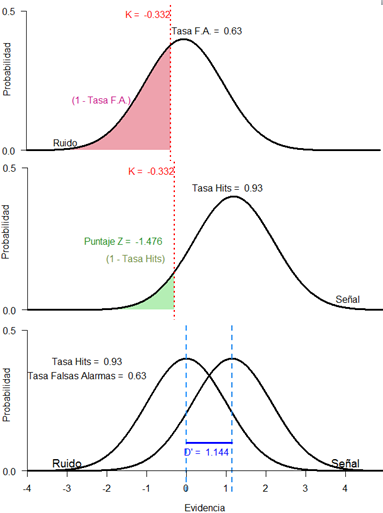 0.5
K = -0.332
Tasa F.A. = 0.63
Probabilidad
(1 - Tasa F.A.)
Ruido
0.0
0.5
K = -0.332
Tasa Hits = 0.93
Probabilidad
Puntaje Z = -1.476
(1 - Tasa Hits)
Señal
0.0
0.5
Tasa Hits = 0.93
Tasa Falsas Alarmas = 0.63
Probabilidad
D' = 1.144
Ruido
Señal
0.0
-4 -3 -2 -1 0 1 2 3 4
Evidencia